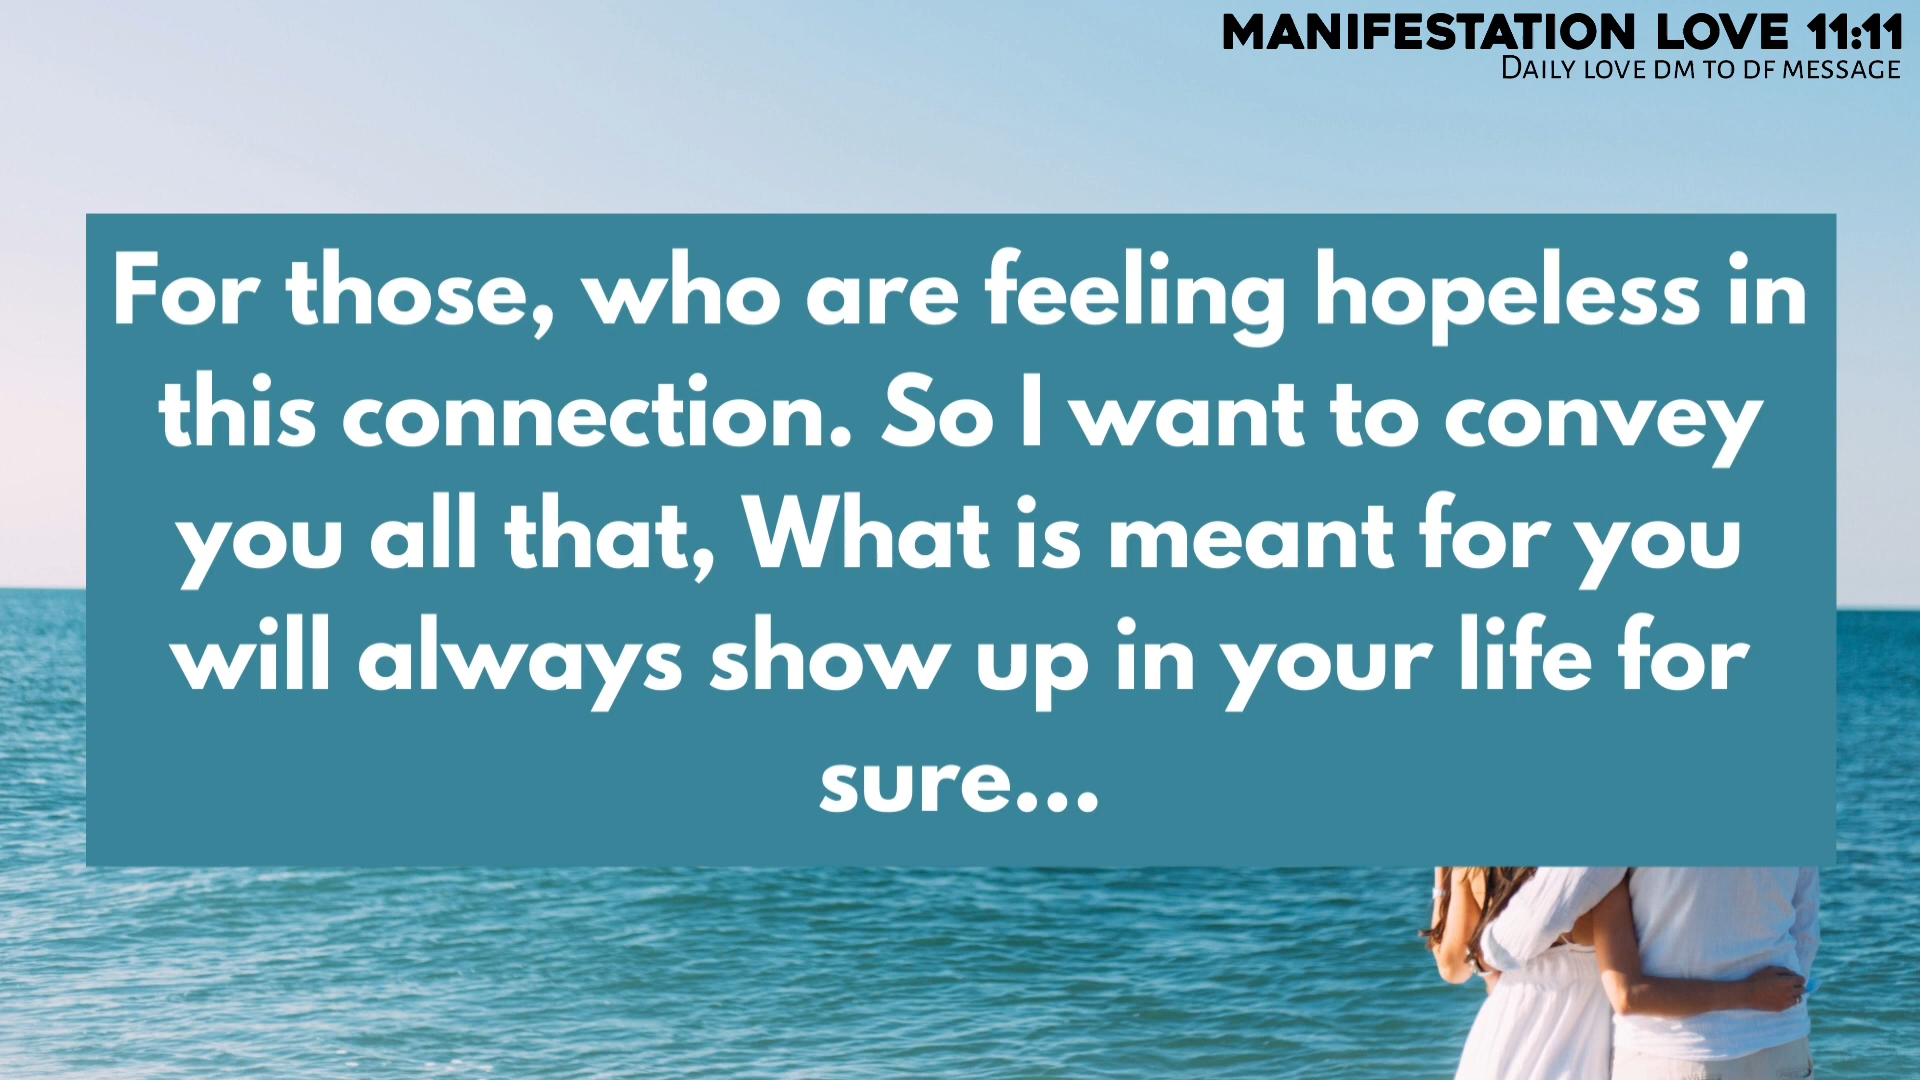 MANIFESTATION LOVE 11:11
DAILY LOVE DM TO DF MESSAGE
For those, who are feeling hopeless in
this connection. So I want to convey
you all that, What is meant for you
will always show up in your life for
sure...